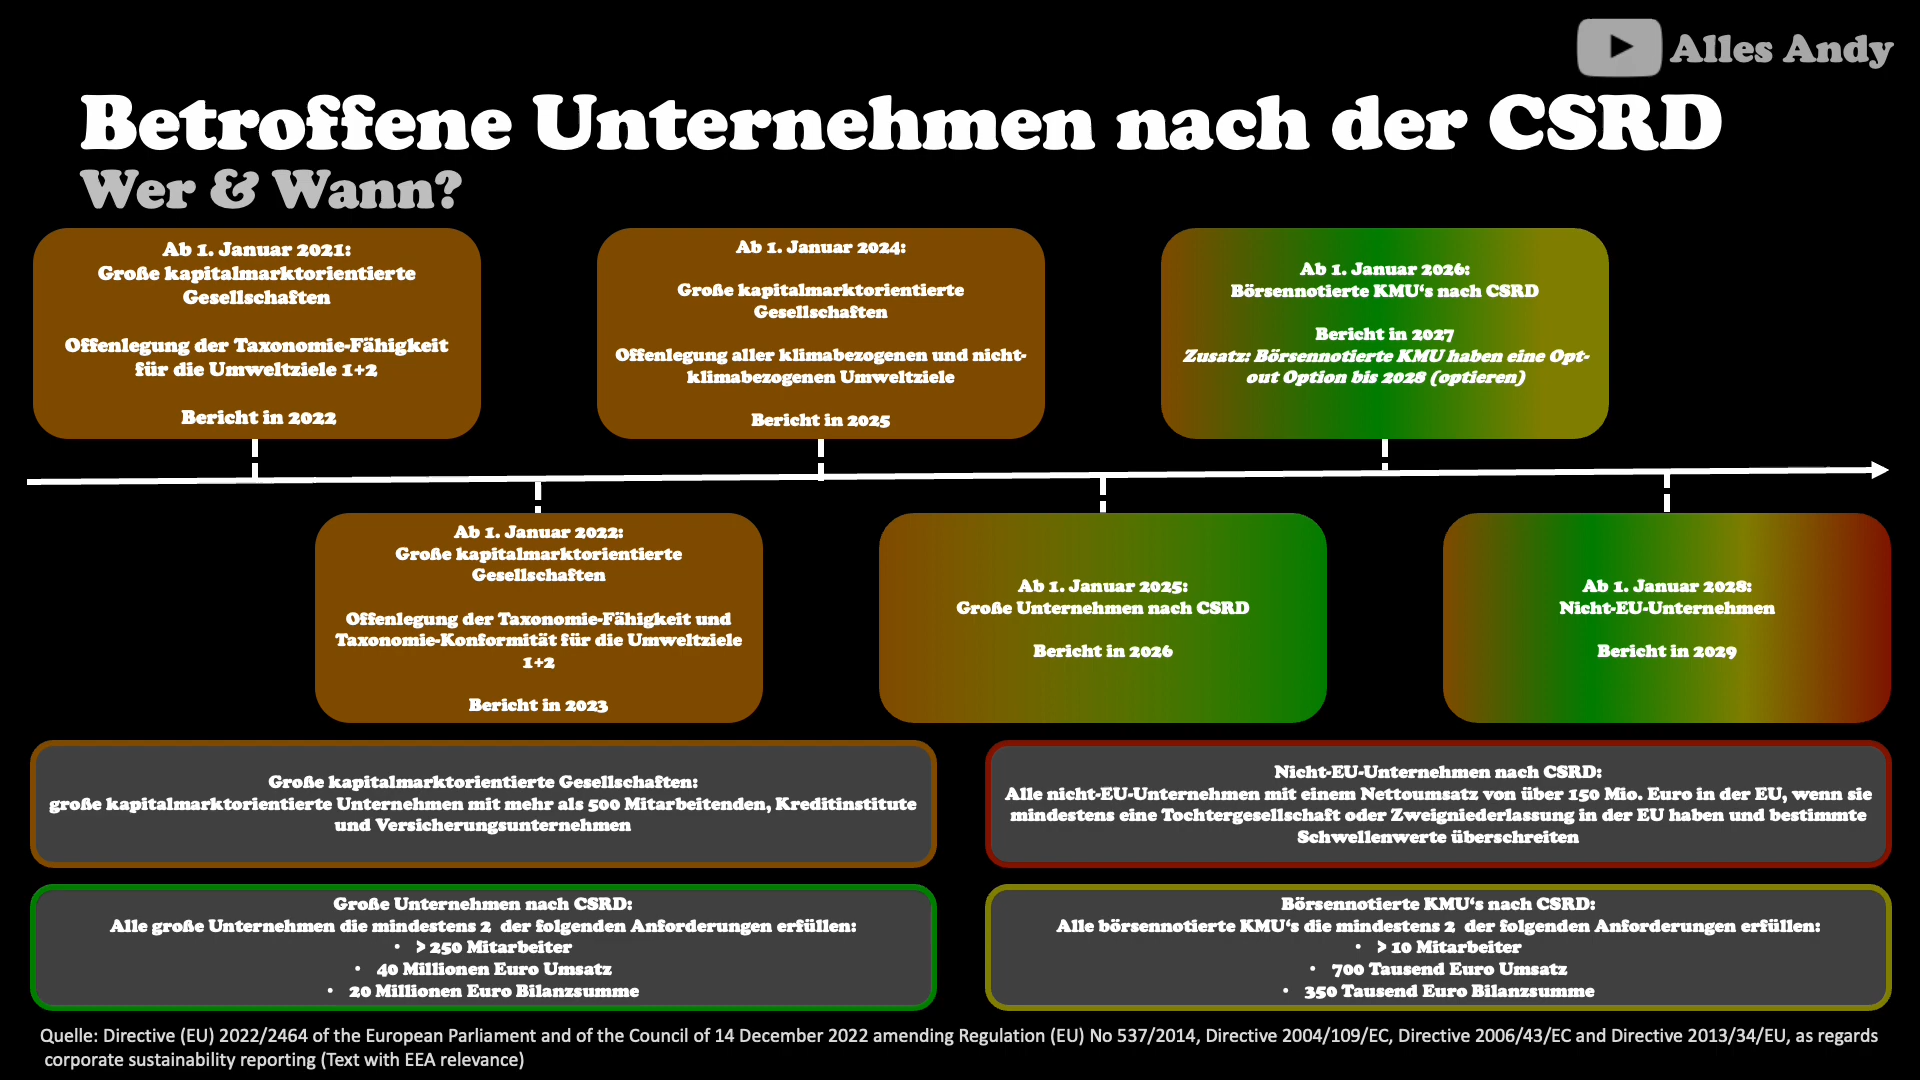 Alles Andy
Betroffene Unternehmen nach der CSRD
Wer & Wann?
Ab 1. Januar 2021:
Große kapitalmarktorientierte
Gesellschaften
Offenlegung der Taxonomie-Fähigkeit
für die Umweltziele 1+2
Bericht in 2022
Ab 1. Januar 2024:
Große kapitalmarktorientierte
Gesellschaften
Offenlegung aller klimabezogenen und nicht-
klimabezogenen Umweltziele
Bericht in 2025
Ab 1. Januar 2026:
Börsennotierte KMU‘s nach CSRD
Bericht in 2027
Zusatz: Börsennotierte KMU haben eine Opt-
out Option bis 2028 (optieren)
Ab 1. Januar 2022:
Große kapitalmarktorientierte
Gesellschaften
Offenlegung der Taxonomie-Fähigkeit und
Taxonomie-Konformität für die Umweltziele
1+2
Bericht in 2023
Ab 1. Januar 2025:
Große Unternehmen nach CSRD
Bericht in 2026
Ab 1. Januar 2028:
Nicht-EU-Unternehmen
Bericht in 2029
Große kapitalmarktorientierte Gesellschaften:
große kapitalmarktorientierte Unternehmen mit mehr als 500 Mitarbeitenden, Kreditinstitute
und Versicherungsunternehmen
Nicht-EU-Unternehmen nach CSRD:
Alle nicht-EU-Unternehmen mit einem Nettoumsatz von über 150 Mio. Euro in der EU, wenn sie
mindestens eine Tochtergesellschaft oder Zweigniederlassung in der EU haben und bestimmte
Schwellenwerte überschreiten
Große Unternehmen nach CSRD:
Alle große Unternehmen die mindestens 2 der folgenden Anforderungen erfüllen:
• > 250 Mitarbeiter
• 40 Millionen Euro Umsatz
• 20 Millionen Euro Bilanzsumme
Börsennotierte KMU‘s nach CSRD:
Alle börsennotierte KMU‘s die mindestens 2 der folgenden Anforderungen erfüllen:
• > 10 Mitarbeiter
• 700 Tausend Euro Umsatz
• 350 Tausend Euro Bilanzsumme
Quelle: Directive (EU) 2022/2464 of the European Parliament and of the Council of 14 December 2022 amending Regulation (EU) No 537/2014, Directive 2004/109/EC, Directive 2006/43/EC and Directive 2013/34/EU, as regards
corporate sustainability reporting (Text with EEA relevance)